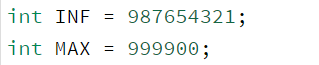 int INF = 987654321;
int MAX = 999900;